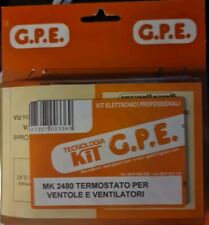 G.P.E.
G.P.E.
KIT ELETTRONICI PROFESSIONALI
TECNOLOGIA
KiT G.P.E.
MK 2480 TERMOSTATO PER
VENTOLE E VENTILATORI